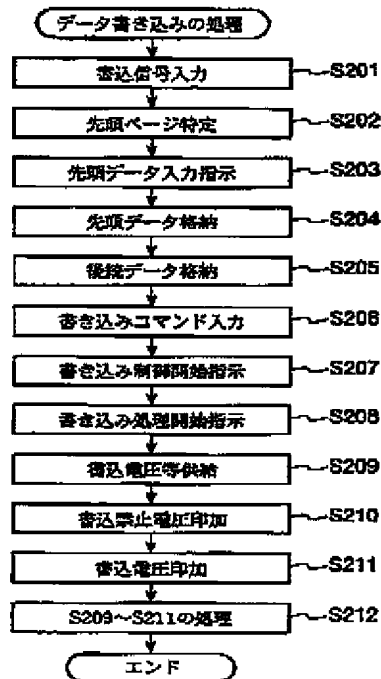 データ書き込みの処理
書込信号入力 S201
先頭ページ特定 S202
先頭データ入力指示 S203
先頭データ格納 S204
後接データ格納 S205
書き込みコマンド入力 S206
書き込み制御開始指示 S207
書き込み処理開始指示 S208
書込電圧等供給 S209
書込禁止電圧印加 S210
書込電圧印加 S211
S209～S211の処理 S212
エンド